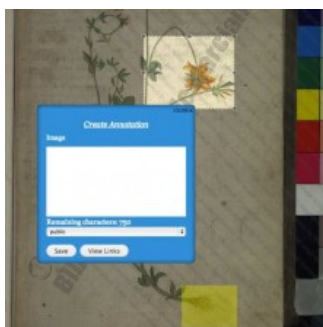 Create Annotation
Image
Remaining characters: 750
public
Save
View Links